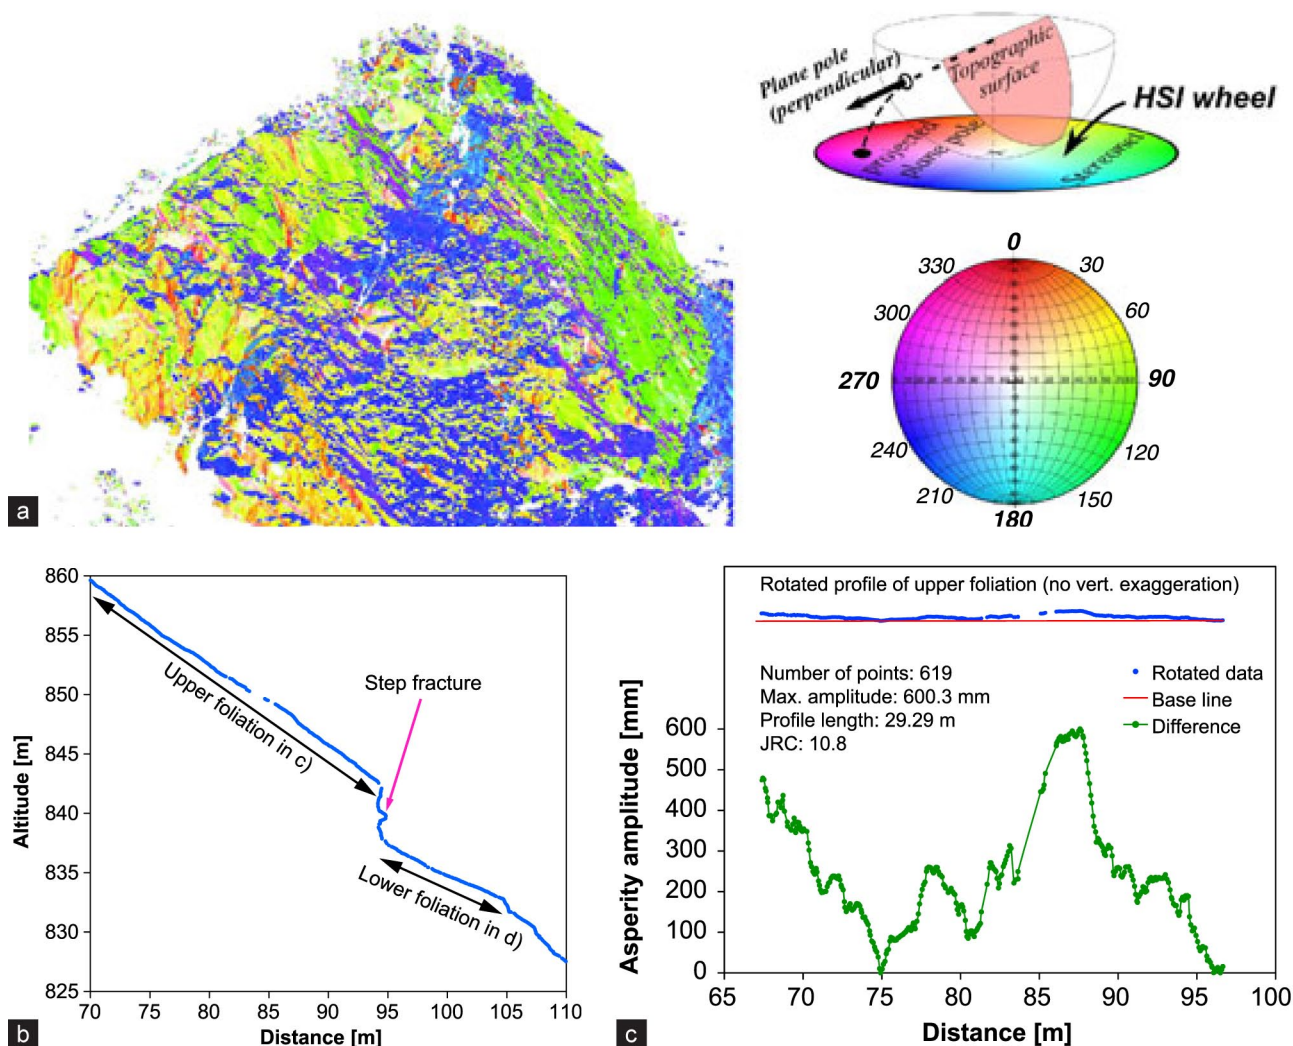 Plane pole
(perpendicular)
Topographic
surface
HSI wheel
projected
plane pole
Stereonet
0
330
30
300
60
270
90
240
120
210
150
180
a
860
855
850
845
840
835
830
825
Altitude [m]
Upper foliation in c)
Step fracture
Lower foliation in d)
70
75
80
85
90
95
100
105
110
Distance [m]
b
Rotated profile of upper foliation (no vert. exaggeration)
Number of points: 619
Max. amplitude: 600.3 mm
Profile length: 29.29 m
JRC: 10.8
Rotated data
Base line
Difference
600
500
400
300
200
100
0
Asperity amplitude [mm]
65
70
75
80
85
90
95
100
Distance [m]
c